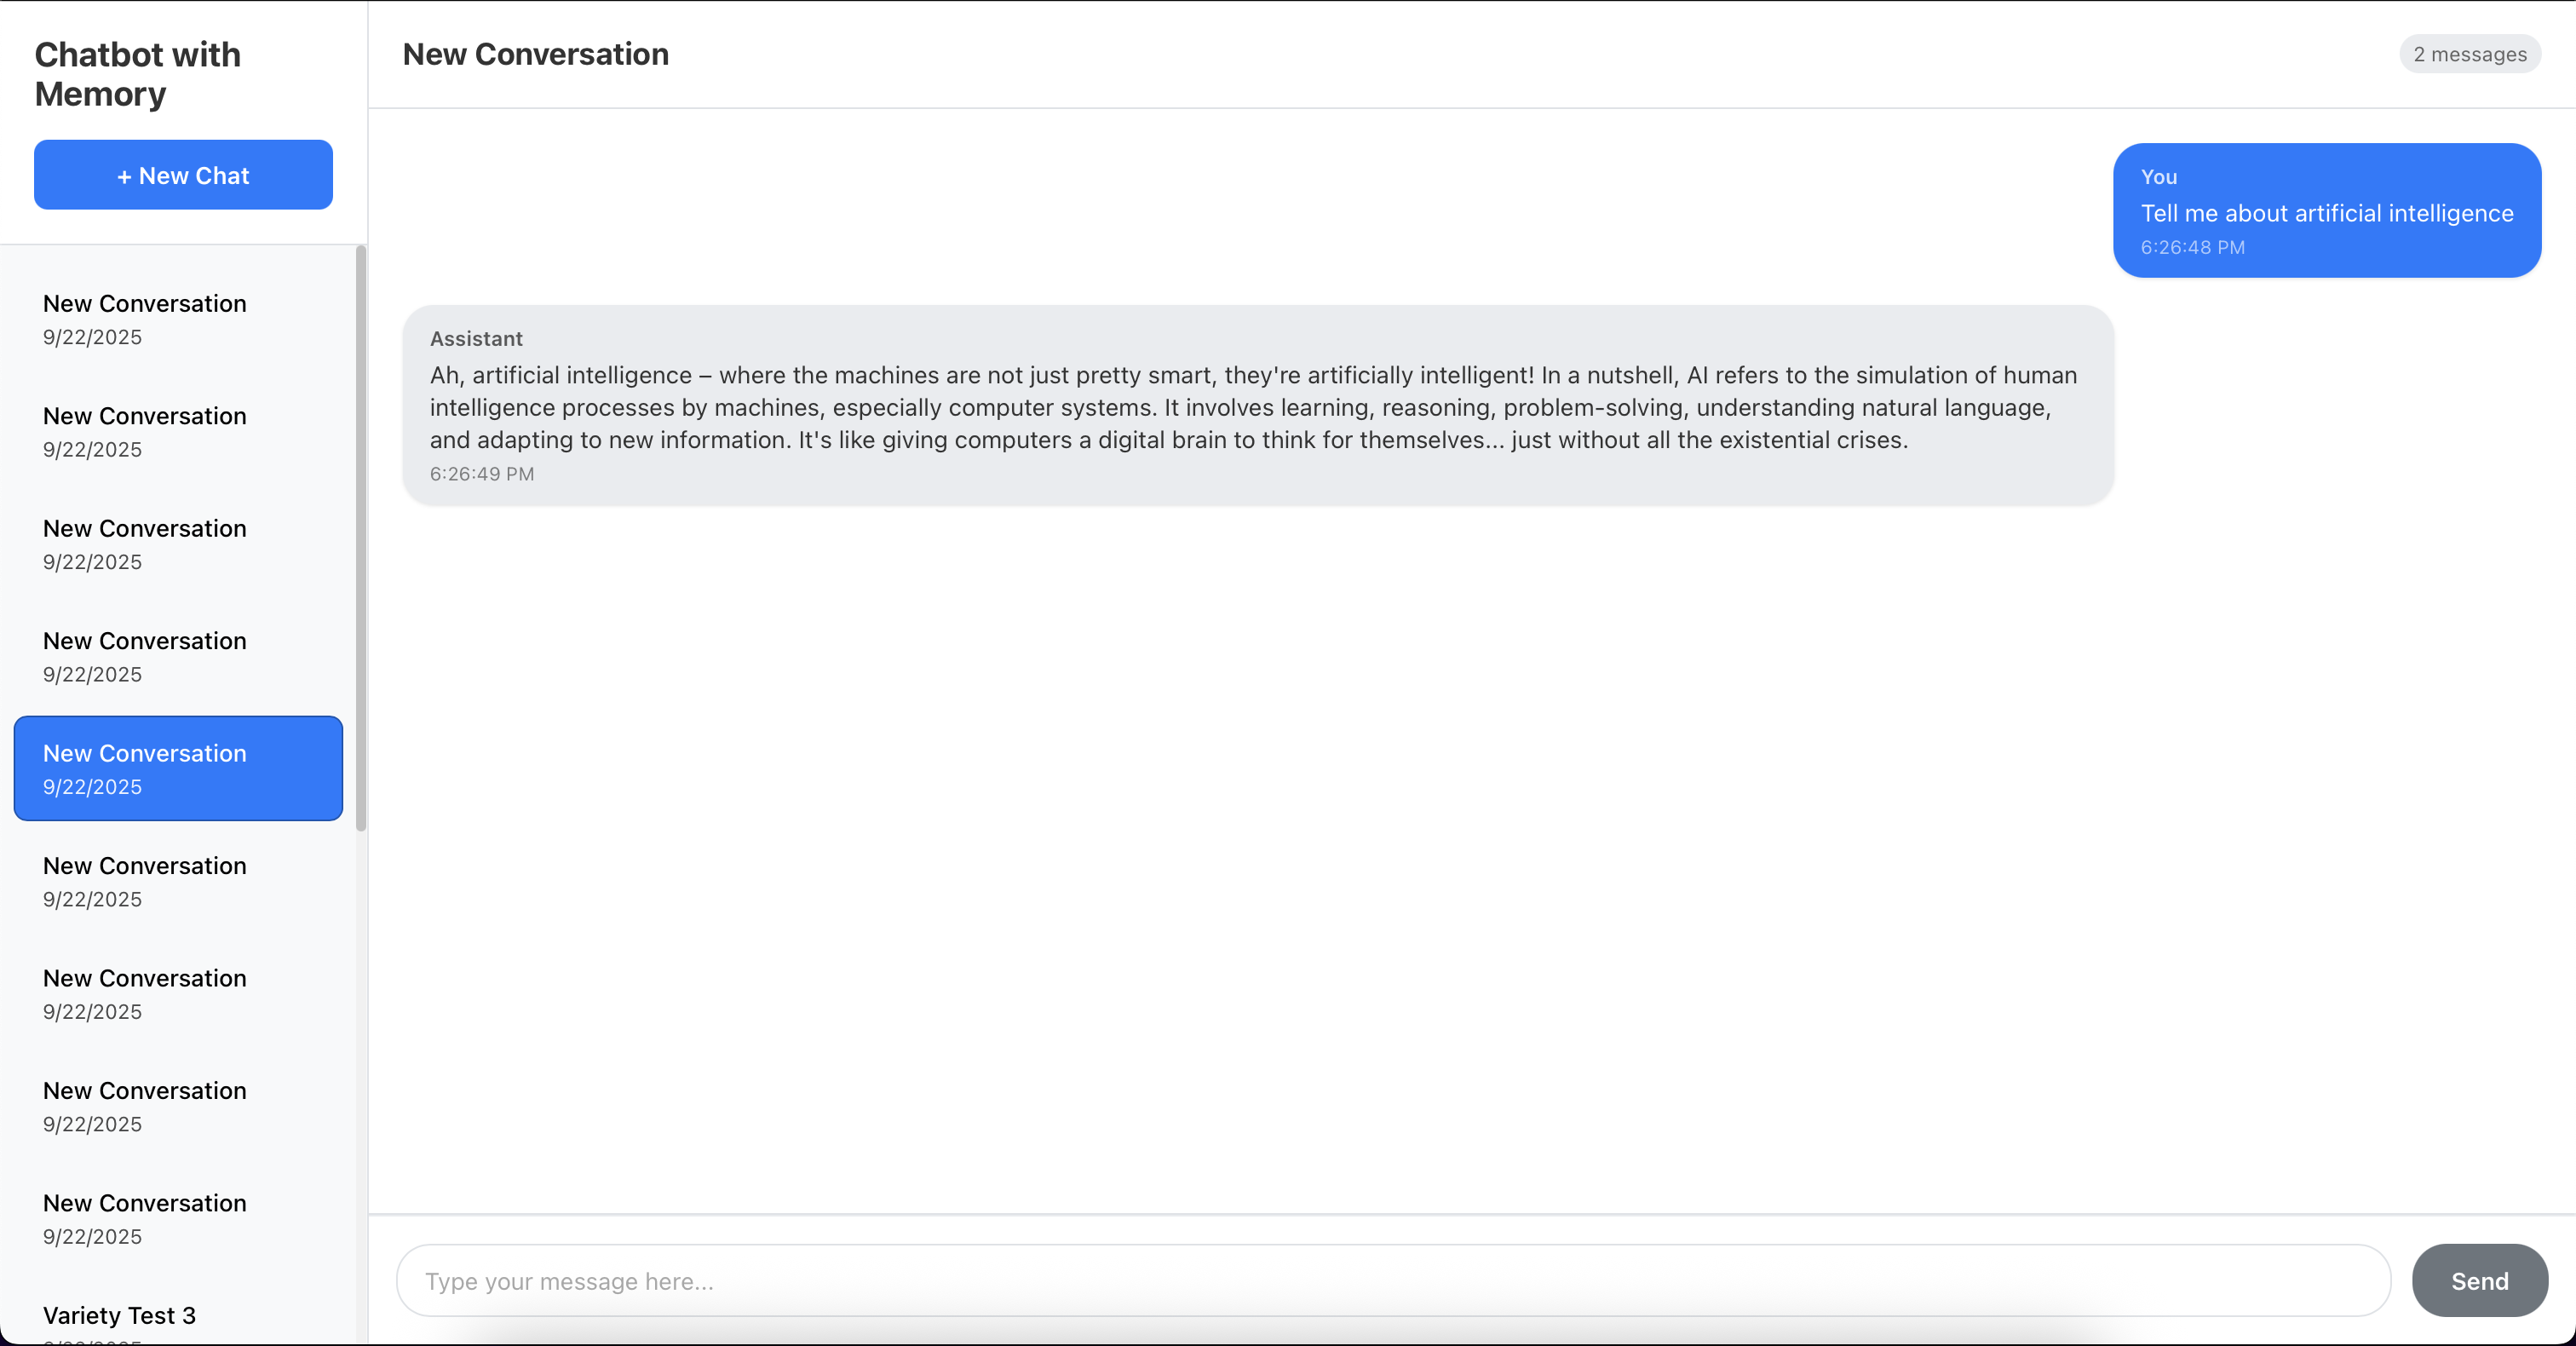 Chatbot with
Memory
+ New Chat
New Conversation
9/22/2025
New Conversation
9/22/2025
New Conversation
9/22/2025
New Conversation
9/22/2025
New Conversation
9/22/2025
New Conversation
9/22/2025
New Conversation
9/22/2025
New Conversation
9/22/2025
New Conversation
9/22/2025
Variety Test 3
New Conversation
2 messages
You
Tell me about artificial intelligence
6:26:48 PM
Assistant
Ah, artificial intelligence – where the machines are not just pretty smart, they're artificially intelligent! In a nutshell, AI refers to the simulation of human
intelligence processes by machines, especially computer systems. It involves learning, reasoning, problem-solving, understanding natural language,
and adapting to new information. It's like giving computers a digital brain to think for themselves... just without all the existential crises.
6:26:49 PM
Type your message here...
Send